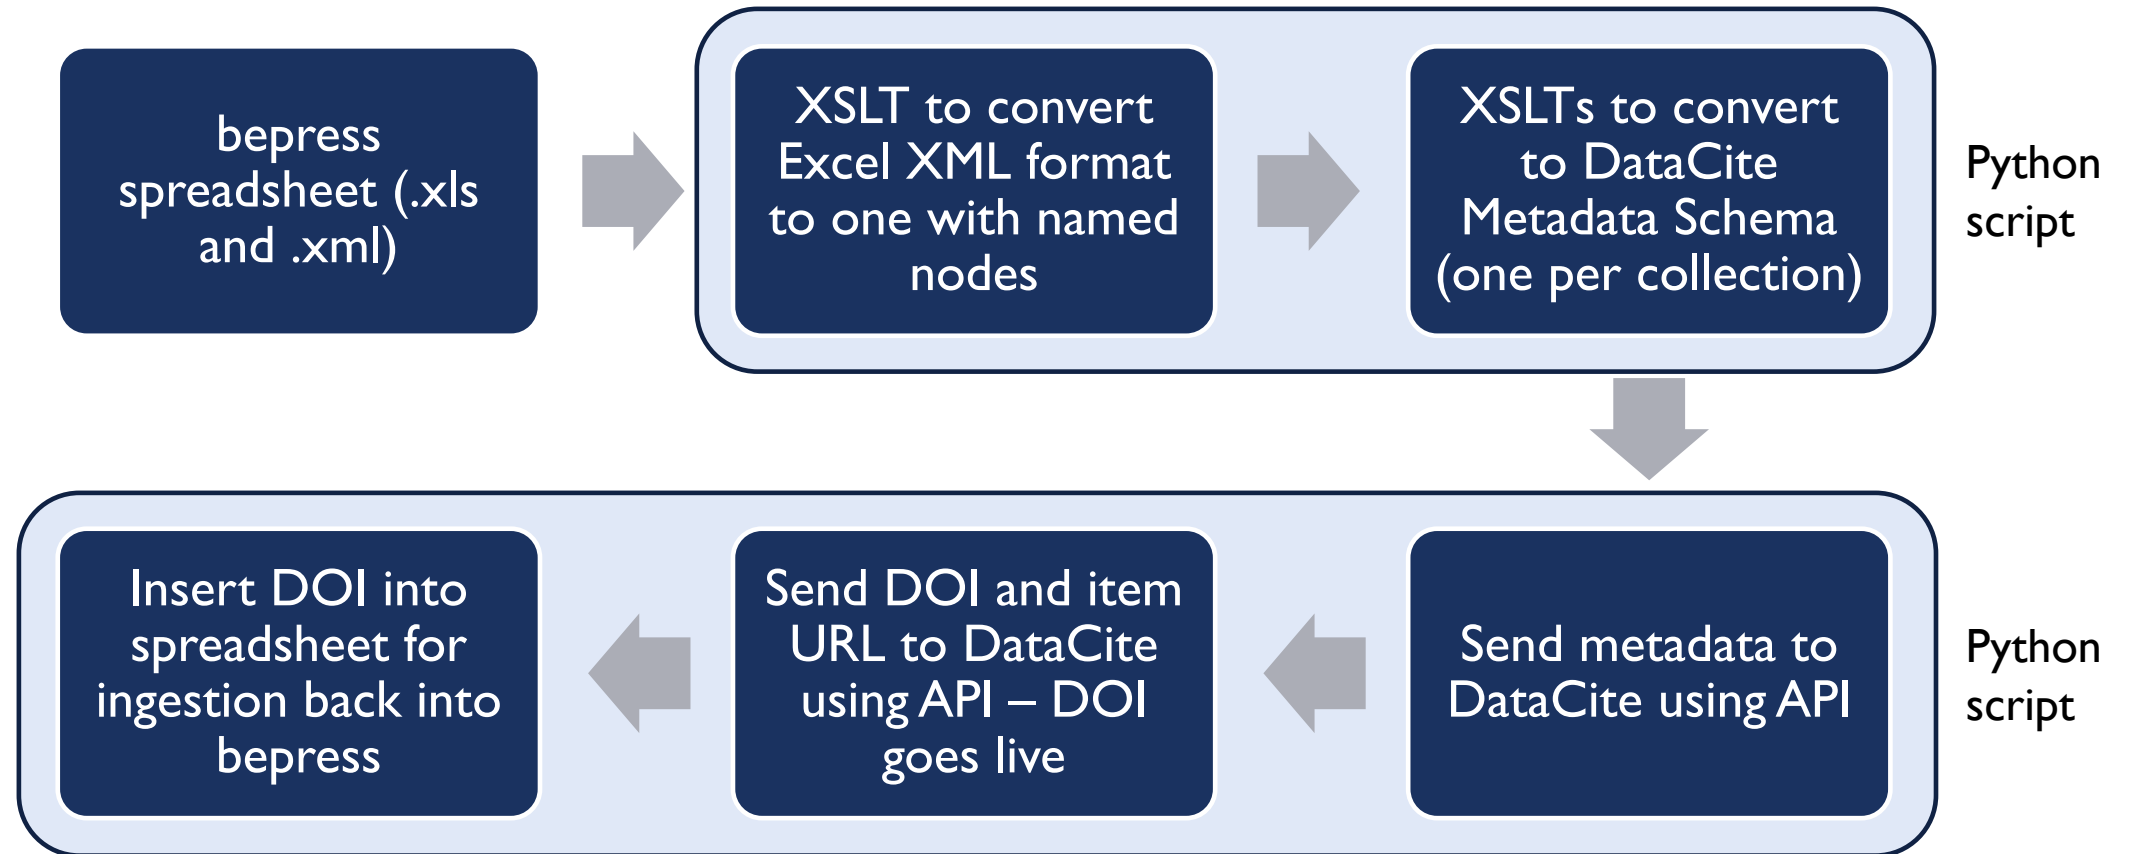 bepress
spreadsheet (.xls
and .xml)
XSLT to convert
Excel XML format
to one with named
nodes
XSLTs to convert
to DataCite
Metadata Schema
(one per collection)
Python
script
Insert DOI into
spreadsheet for
ingestion back into
bepress
Send DOI and item
URL to DataCite
using API – DOI
goes live
Send metadata to
DataCite using API
Python
script